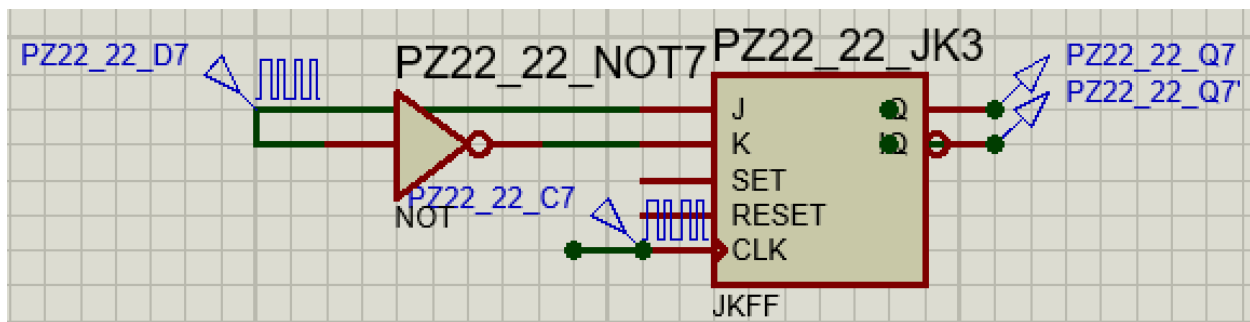 PZ22_22_D7
PZ22_22_NOT7
PZ22_22_JK3
PZ22_22_Q7
PZ22_22_Q7'
J
Q
K
SET
PZ22_22_C7
RESET
NOT
CLK
JKFF